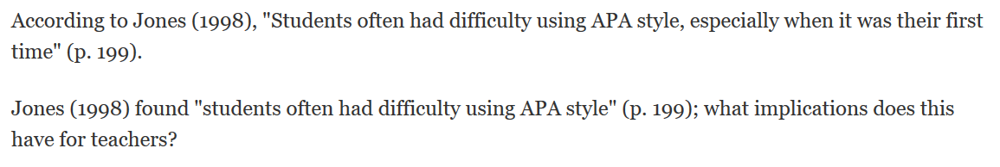 According to Jones (1998), "Students often had difficulty using APA style, especially when it was their first
time" (p. 199).
Jones (1998) found "students often had difficulty using APA style" (p. 199); what implications does this
have for teachers?